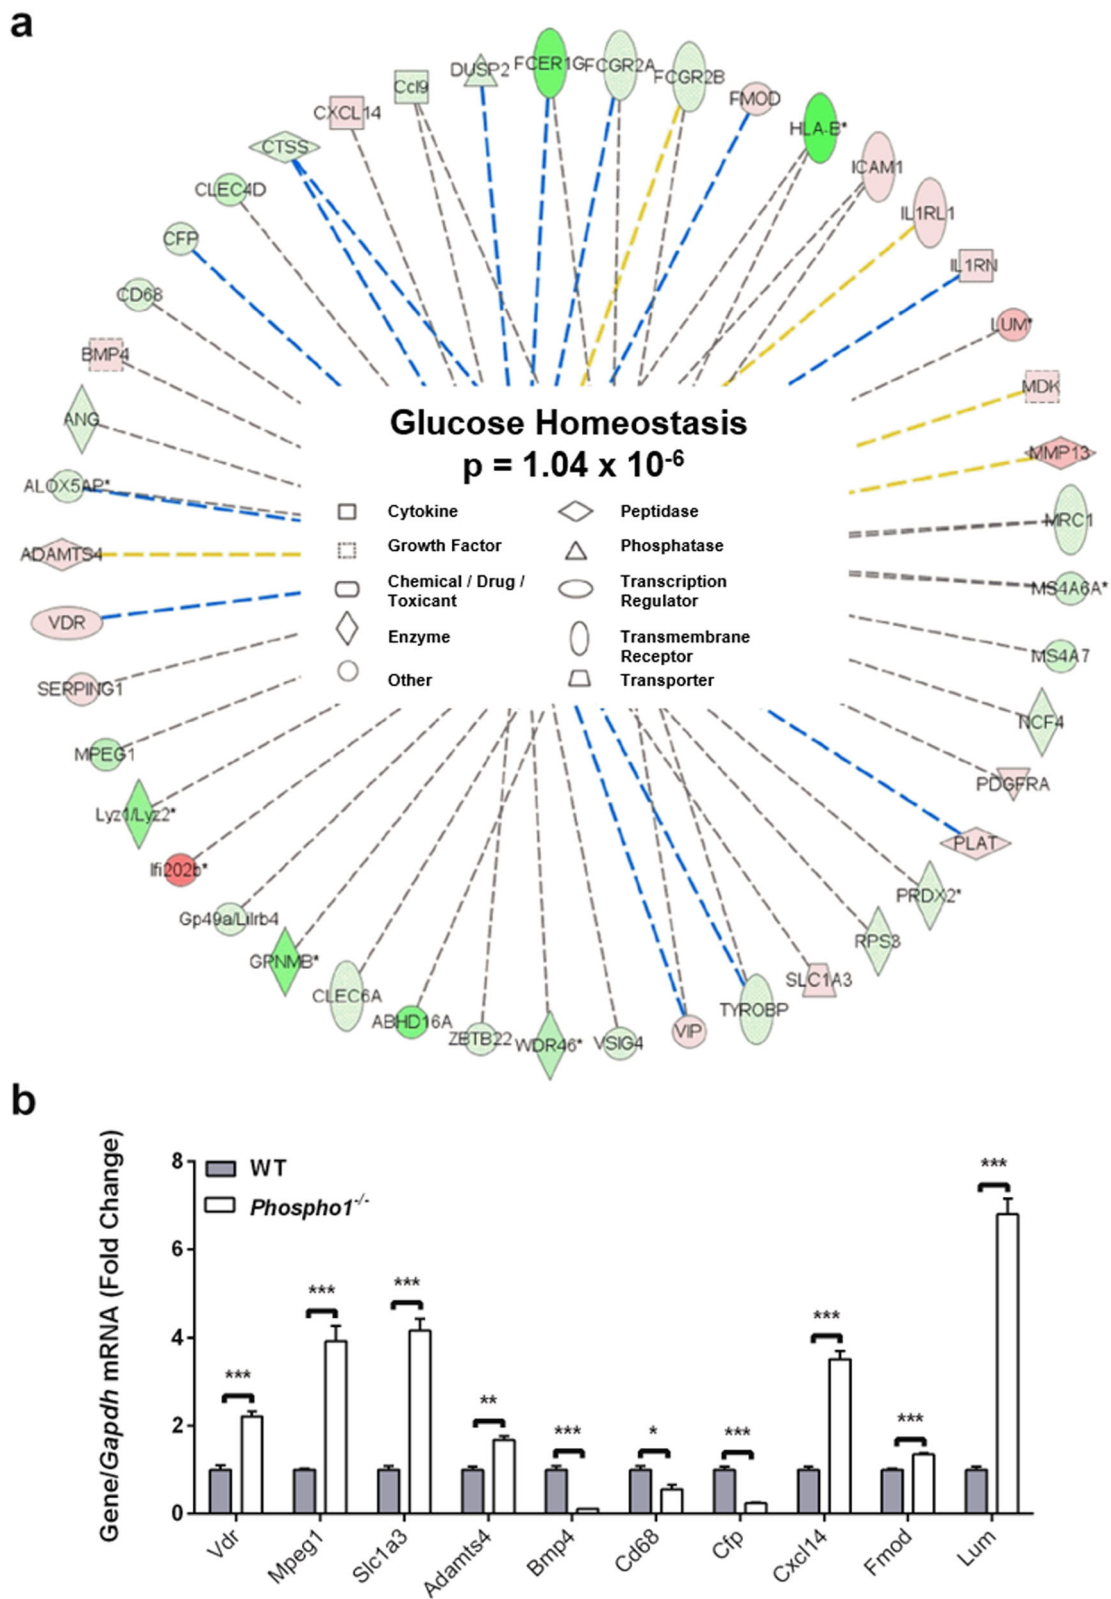 a
DUSP2
FCER1G
FCGR2A
FCGR2B
Ccl9
FMOD
CXCL14
HLA-B*
CTSS
ICAM1
CLEC4D
IL1RL1
CFP
IL1RN
CD68
LUM*
BMP4
MDK
ANG
Glucose Homeostasis
MMP13
p = 1.04 x 10-6
ALOX5AP*
Cytokine
Peptidase
MRC1
Growth Factor
Phosphatase
ADAMTS4
Chemical / Drug /
Toxicant
Transcription
Regulator
MS4A6A*
VDR
Enzyme
Transmembrane
Receptor
MS4A7
Other
Transporter
SERPING1
NCF4
MPEG1
PDGFRA
Lyz1/Lyz2*
PLAT
Ifi202b*
PRDX2*
Gp49a/Lilrb4
RPS3
GPNMB*
SLC1A3
CLEC6A
TYROBP
ABHD16A
ZBTB22
WDR46*
VSIG4
VIP
b
Gene/Gapdh mRNA (Fold Change)
8
6
4
2
0
WT
Phospho1-/-
***
***
***
**
***
*
***
***
***
***
Vdr
Mpeg1
Slc1a3
Adamts4
Bmp4
Cd68
Cfp
Cxcl14
Fmod
Lum